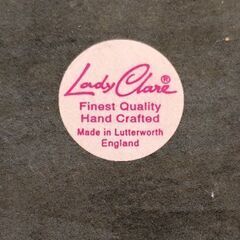 Lady Clare®
Finest Quality
Hand Crafted
Made in Lutterworth
England